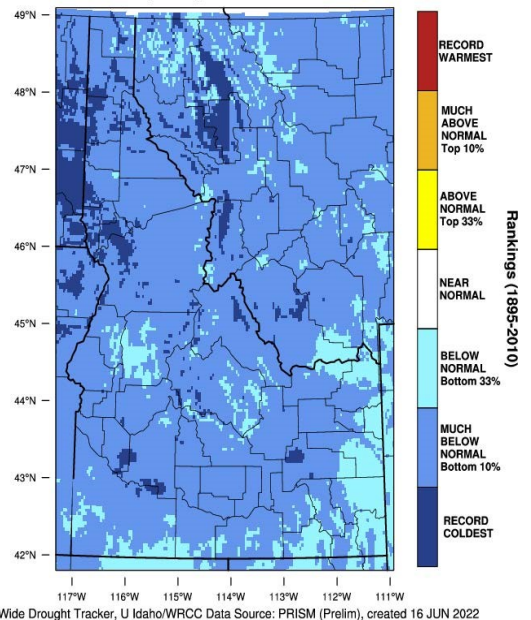 49°N
48°N
47°N
46°N
45°N
44°N
43°N
42°N
117°W 116°W 115°W 114°W 113°W 112°W 111°W
RECORD
WARMEST
MUCH
ABOVE
NORMAL
Top 10%
ABOVE
NORMAL
Top 33%
NEAR
NORMAL
BELOW
NORMAL
Bottom 33%
MUCH
BELOW
NORMAL
Bottom 10%
RECORD
COLDEST
Rankings (1895-2010)
Wide Drought Tracker, U Idaho/WRCC Data Source: PRISM (Prelim), created 16 JUN 2022